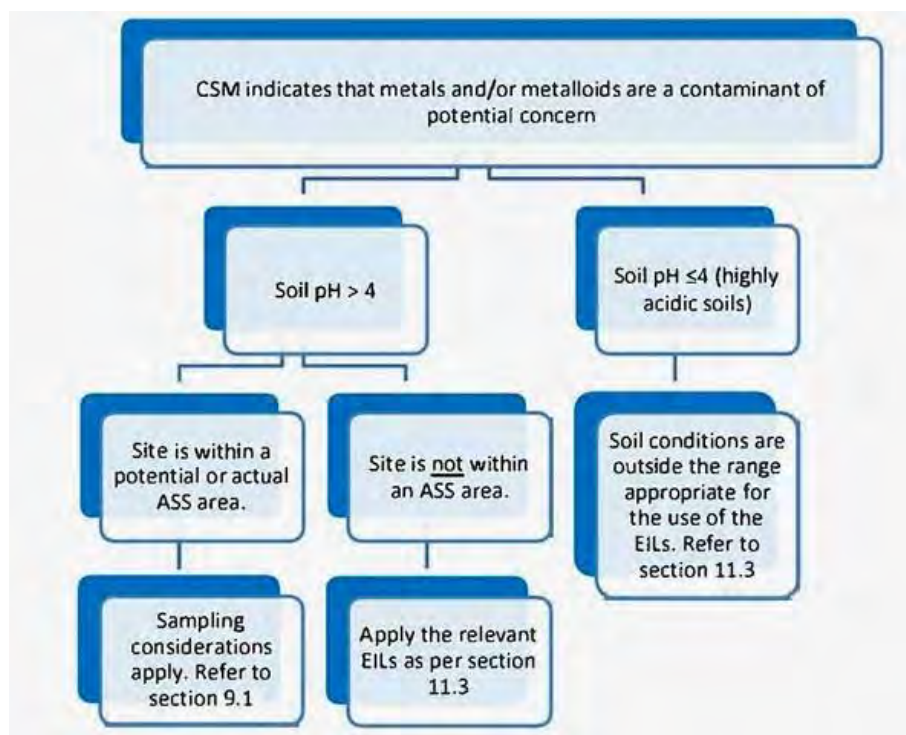 CSM indicates that metals and/or metalloids are a contaminant of
potential concern
Soil pH > 4
Soil pH ≤4 (highly
acidic soils)
Site is within a
potential or actual
ASS area.
Site is not within
an ASS area.
Soil conditions are
outside the range
appropriate for
the use of the
EILs. Refer to
section 11.3
Sampling
considerations
apply. Refer to
section 9.1
Apply the relevant
EILs as per section
11.3